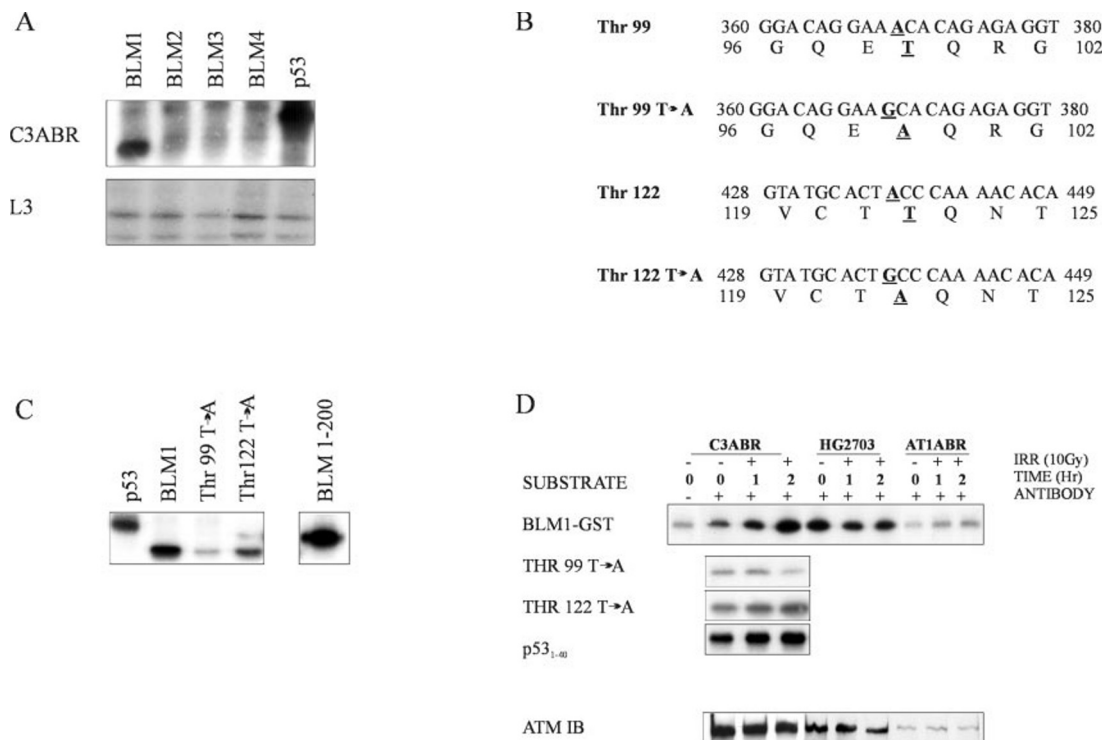 A
BLM1 BLM2 BLM3 BLM4 p53
C3ABR
L3
B
Thr 99 360 GGA CAG GAA ACA CAG AGA GGT 380
96 G Q E T Q R G 102
Thr 99 T➔A 360 GGA CAG GAA GCA CAG AGA GGT 380
96 G Q E A Q R G 102
Thr 122 428 GTA TGC ACT ACC CAA AAC ACA 449
119 V C T T Q N T 125
Thr 122 T➔A 428 GTA TGC ACT GCC CAA AAC ACA 449
119 V C T A Q N T 125
C
p53 BLM1 Thr 99 T➔A Thr122 T➔A BLM 1-200
D
C3ABR HG2703 AT1ABR
- - + + - + + - + + IRR (10Gy)
SUBSTRATE 0 0 1 2 0 1 2 0 1 2 TIME (Hr)
- + + + + + + + + + ANTIBODY
BLM1-GST
THR 99 T➔A
THR 122 T➔A
p53₁₋₄₀
ATM IB